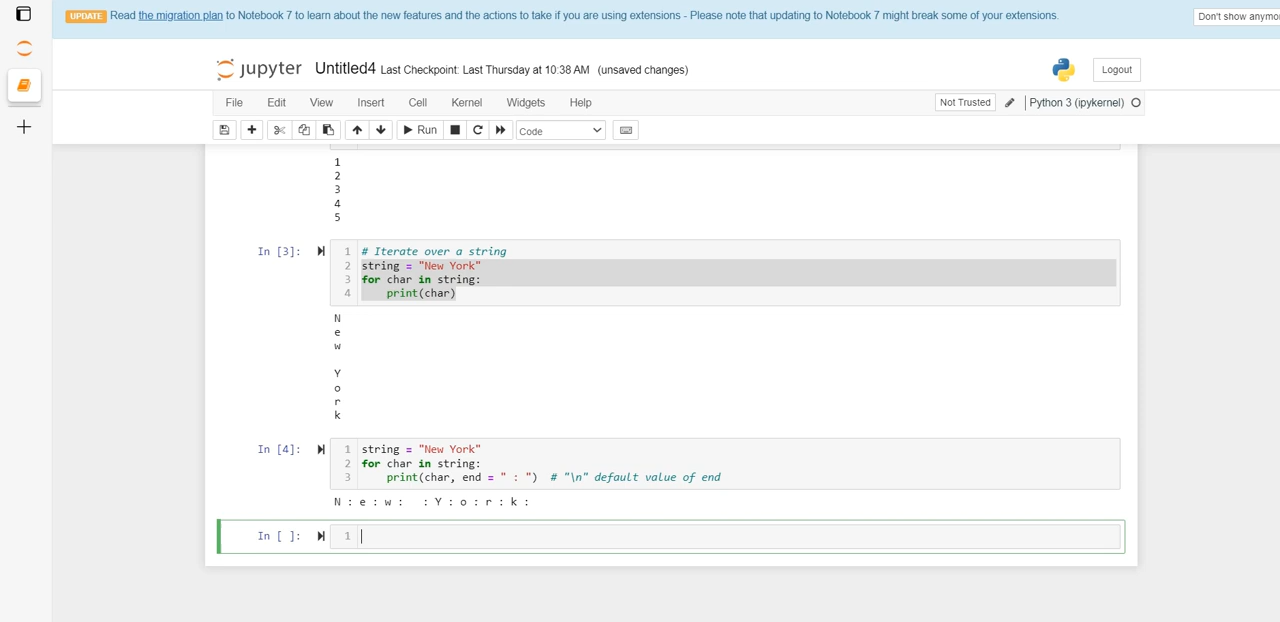 UPDATE Read the migration plan to Notebook 7 to learn about the new features and the actions to take if you are using extensions - Please note that updating to Notebook 7 might break some of your extensions.
Don't show anymor
jupyter Untitled4 Last Checkpoint: Last Thursday at 10:38 AM (unsaved changes)
Logout
File Edit View Insert Cell Kernel Widgets Help
Not Trusted Python 3 (ipykernel)
Run Code
1
2
3
4
5
In [3]: 1 # Iterate over a string
2 string = "New York"
3 for char in string:
4     print(char)
N
e
w
Y
o
r
k
In [4]: 1 string = "New York"
2 for char in string:
3     print(char, end = " : ")  # "\n" default value of end
N : e : w :   : Y : o : r : k :
In [ ]: 1